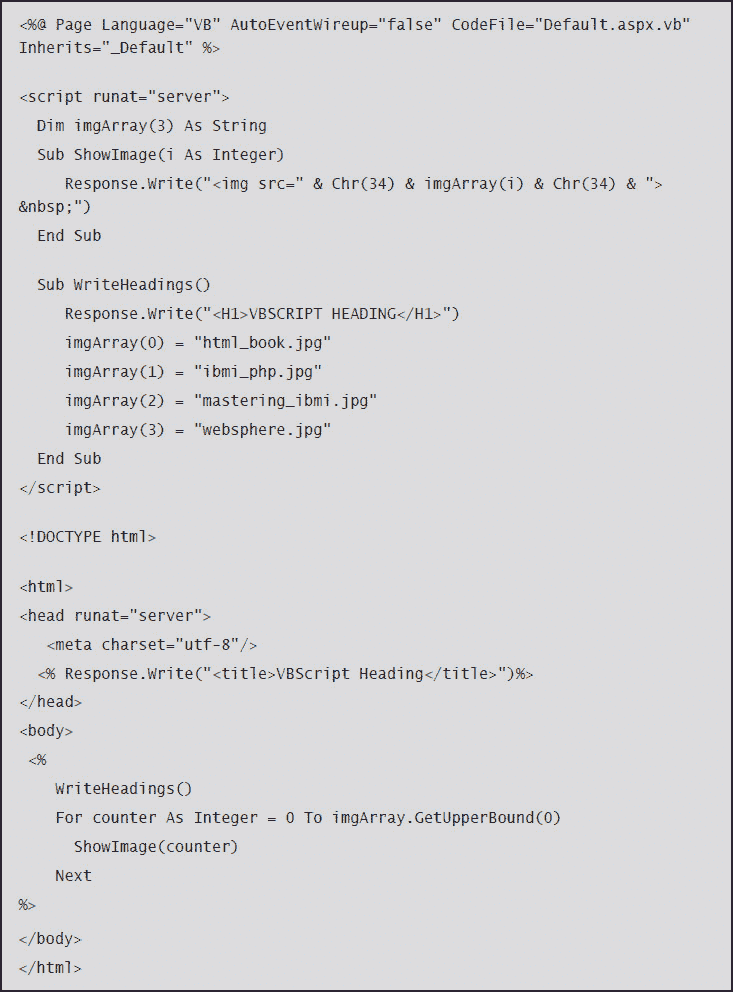 <%@ Page Language="VB" AutoEventWireup="false" CodeFile="Default.aspx.vb"
Inherits="_Default" %>
<script runat="server">
Dim imgArray(3) As String
Sub ShowImage(i As Integer)
Response.Write("<img src=" & Chr(34) & imgArray(i) & Chr(34) & ">
&nbsp;")
End Sub
Sub WriteHeadings()
Response.Write("<H1>VBSCRIPT HEADING</H1>")
imgArray(0) = "html_book.jpg"
imgArray(1) = "ibmi_php.jpg"
imgArray(2) = "mastering_ibmi.jpg"
imgArray(3) = "websphere.jpg"
End Sub
</script>
<!DOCTYPE html>
<html>
<head runat="server">
<meta charset="utf-8"/>
<% Response.Write("<title>VBScript Heading</title>")%>
</head>
<body>
<%
WriteHeadings()
For counter As Integer = 0 To imgArray.GetUpperBound(0)
ShowImage(counter)
Next
%>
</body>
</html>